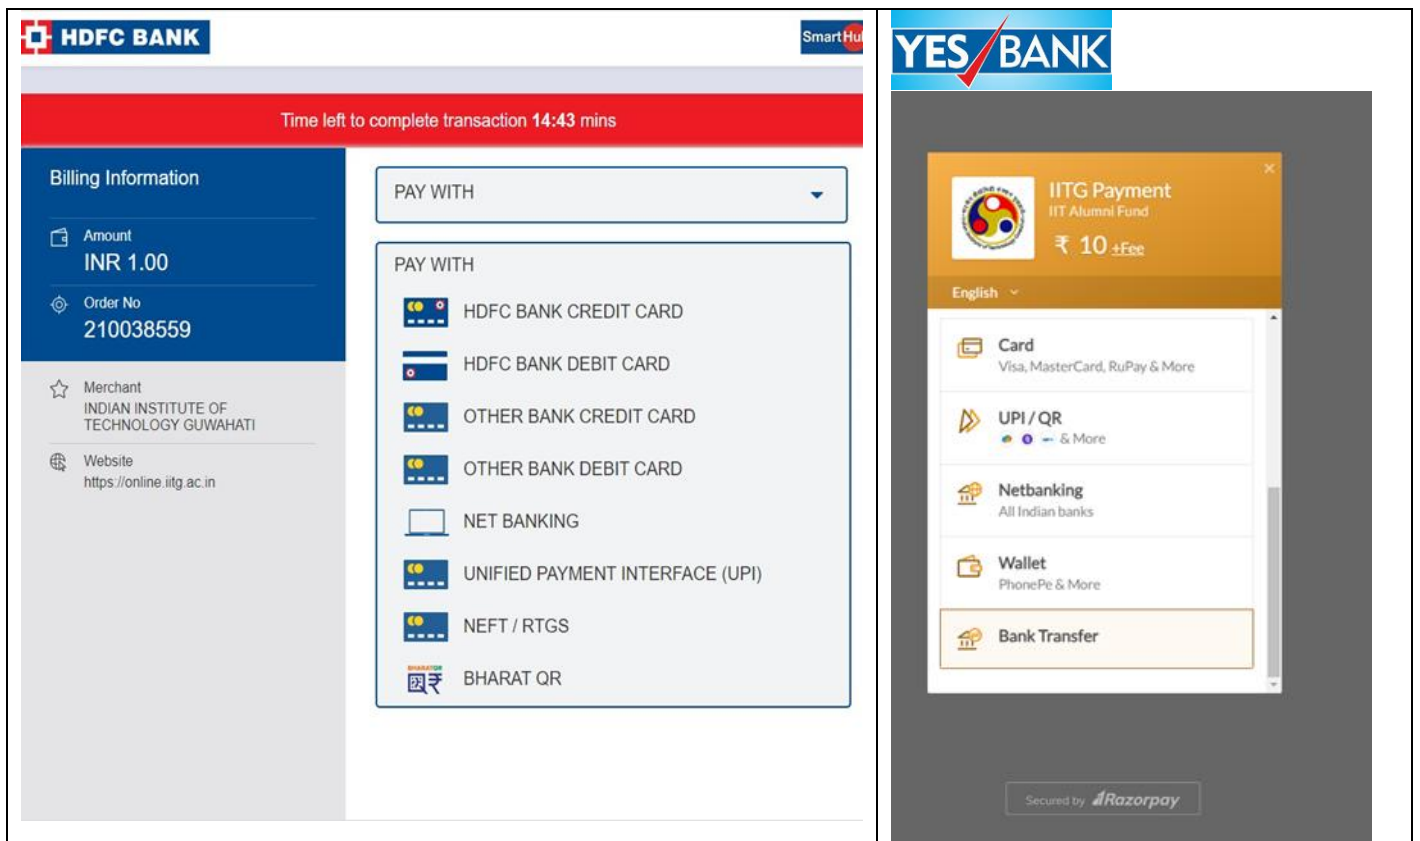 HDFC BANK
SmartHu
Time left to complete transaction 14:43 mins
Billing Information
Amount
INR 1.00
Order No
210038559
Merchant
INDIAN INSTITUTE OF
TECHNOLOGY GUWAHATI
Website
https://online.iitg.ac.in
PAY WITH
PAY WITH
HDFC BANK CREDIT CARD
HDFC BANK DEBIT CARD
OTHER BANK CREDIT CARD
OTHER BANK DEBIT CARD
NET BANKING
UNIFIED PAYMENT INTERFACE (UPI)
NEFT / RTGS
BHARATQR
BHARAT QR
YES BANK
IITG Payment
IIT Alumni Fund
₹ 10 +Fee
English
Card
Visa, MasterCard, RuPay & More
UPI / QR
& More
Netbanking
All Indian banks
Wallet
PhonePe & More
Bank Transfer
Secured by Razorpay